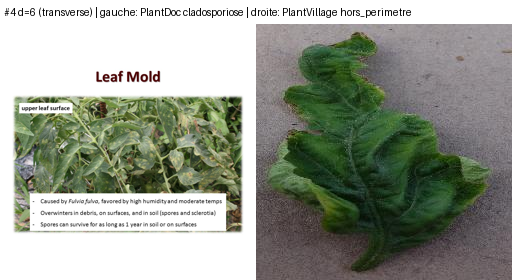 #4 d=6 (transverse) | gauche: PlantDoc cladosporiose | droite: PlantVillage hors_perimetre
Leaf Mold
upper leaf surface
- Caused by Fulvia fulva, favored by high humidity and moderate temps
- Overwinters in debris, on surfaces, and in soil (spores and sclerotia)
- Spores can survive for as long as 1 year in soil or on surfaces